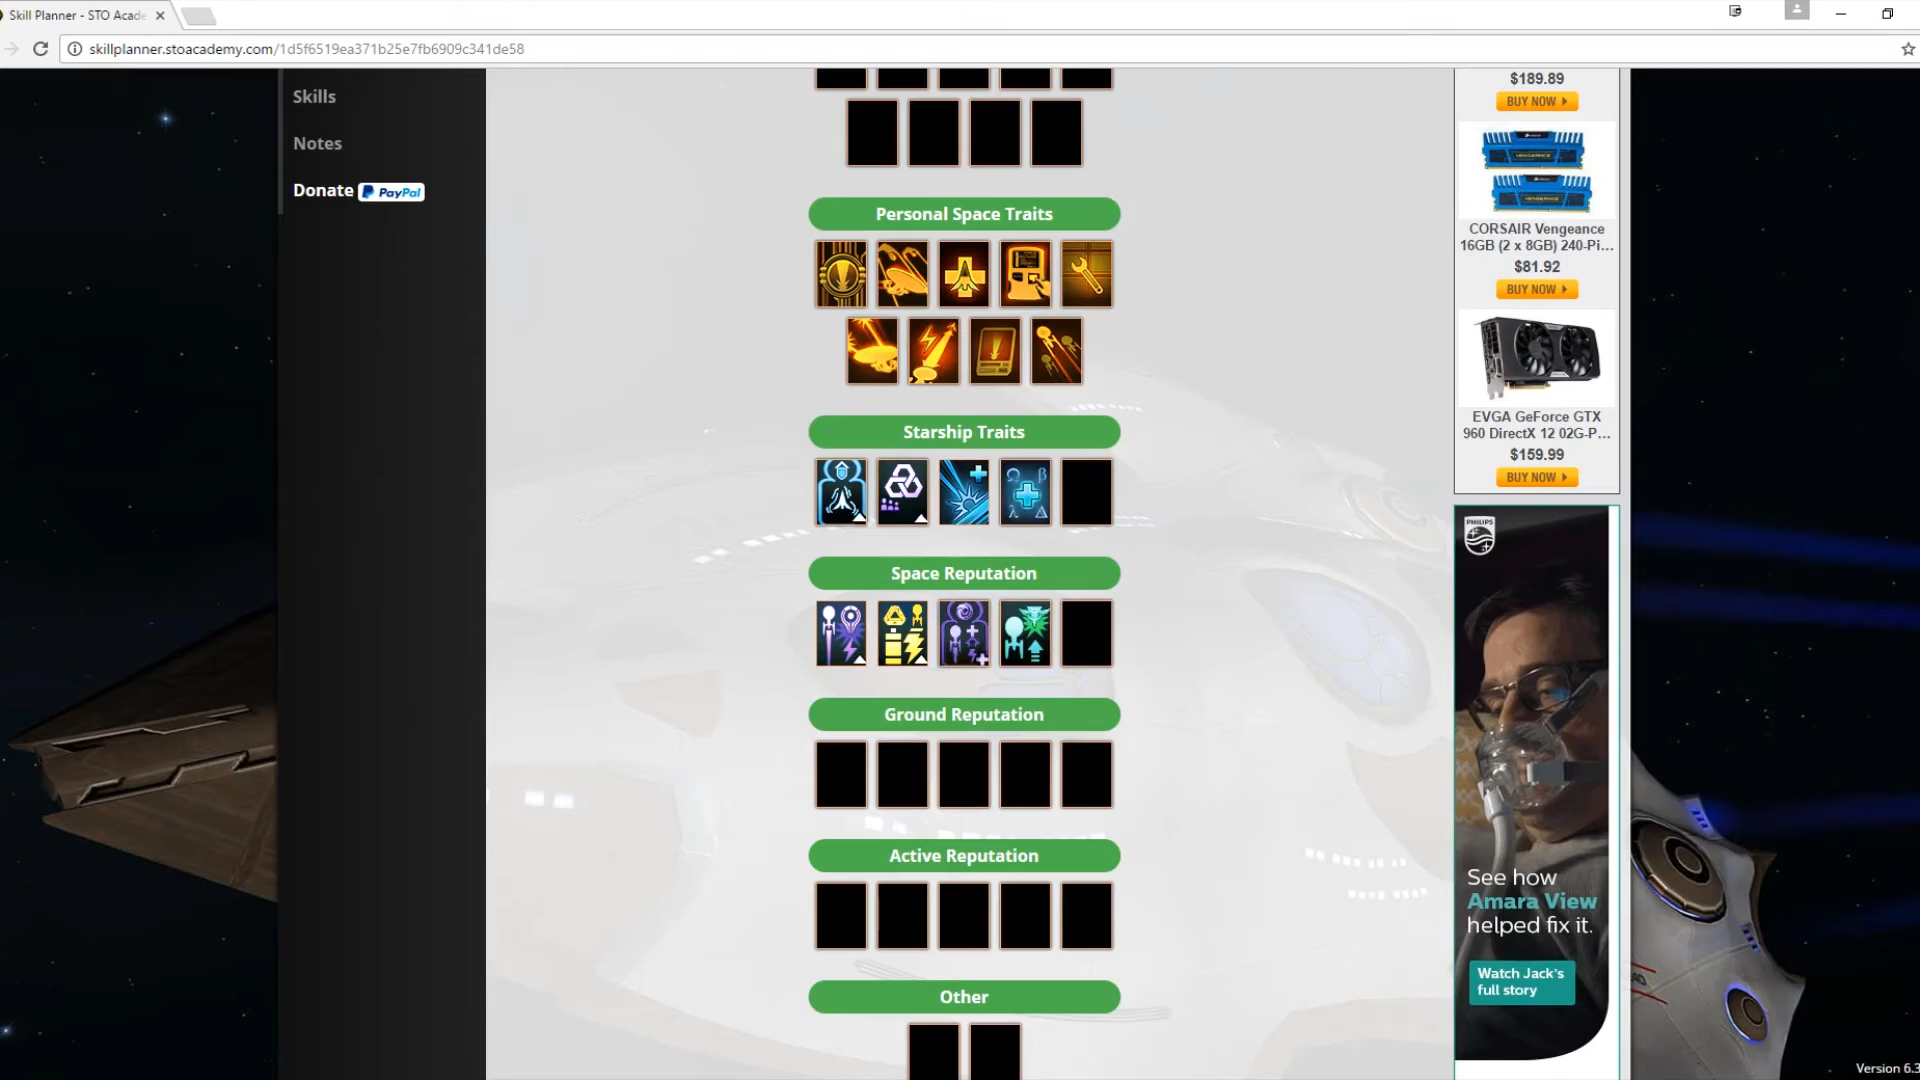 Skill Planner - STO Acade
skillplanner.stoacademy.com/1d5f6519ea371b25e7fb6909c341de58
Skills
Notes
Donate PayPal
Personal Space Traits
Starship Traits
Space Reputation
Ground Reputation
Active Reputation
Other
$189.89
BUY NOW
CORSAIR Vengeance
16GB (2 x 8GB) 240-Pi...
$81.92
BUY NOW
EVGA GeForce GTX
960 DirectX 12 02G-P...
$159.99
BUY NOW
PHILIPS
See how
Amara View
helped fix it.
Watch Jack's
full story
Version 6.3